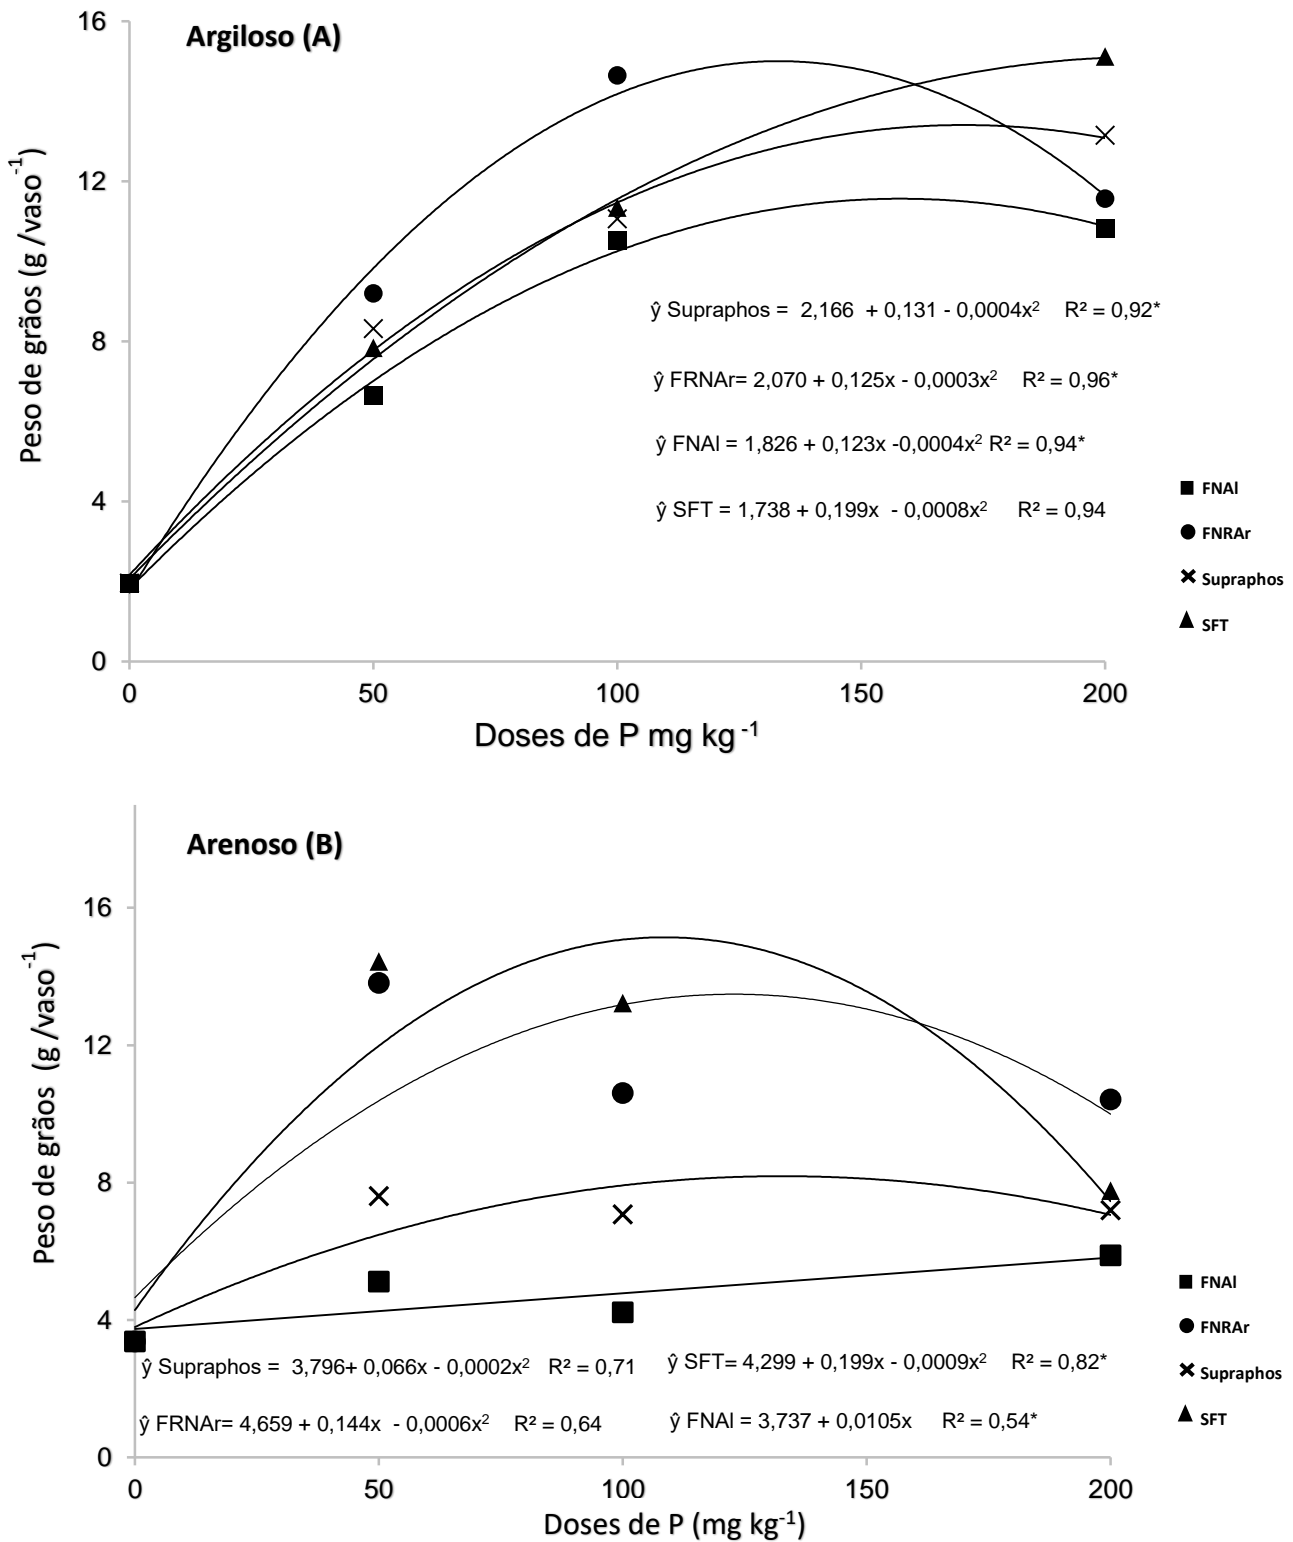 Argiloso (A)
16
12
8
4
0
Peso de grãos (g /vaso⁻¹)
ŷ Supraphos = 2,166 + 0,131 - 0,0004x² R² = 0,92*
ŷ FRNAr= 2,070 + 0,125x - 0,0003x² R² = 0,96*
ŷ FNAl = 1,826 + 0,123x -0,0004x² R² = 0,94*
ŷ SFT = 1,738 + 0,199x - 0,0008x² R² = 0,94
FNAl
FNRAr
Supraphos
SFT
0 50 100 150 200
Doses de P mg kg ⁻¹
Arenoso (B)
16
12
8
4
0
Peso de grãos (g /vaso⁻¹)
FNAl
FNRAr
Supraphos
SFT
ŷ Supraphos = 3,796+ 0,066x - 0,0002x² R² = 0,71 ŷ SFT= 4,299 + 0,199x - 0,0009x² R² = 0,82*
ŷ FRNAr= 4,659 + 0,144x - 0,0006x² R² = 0,64 ŷ FNAl = 3,737 + 0,0105x R² = 0,54*
0 50 100 150 200
Doses de P (mg kg⁻¹)